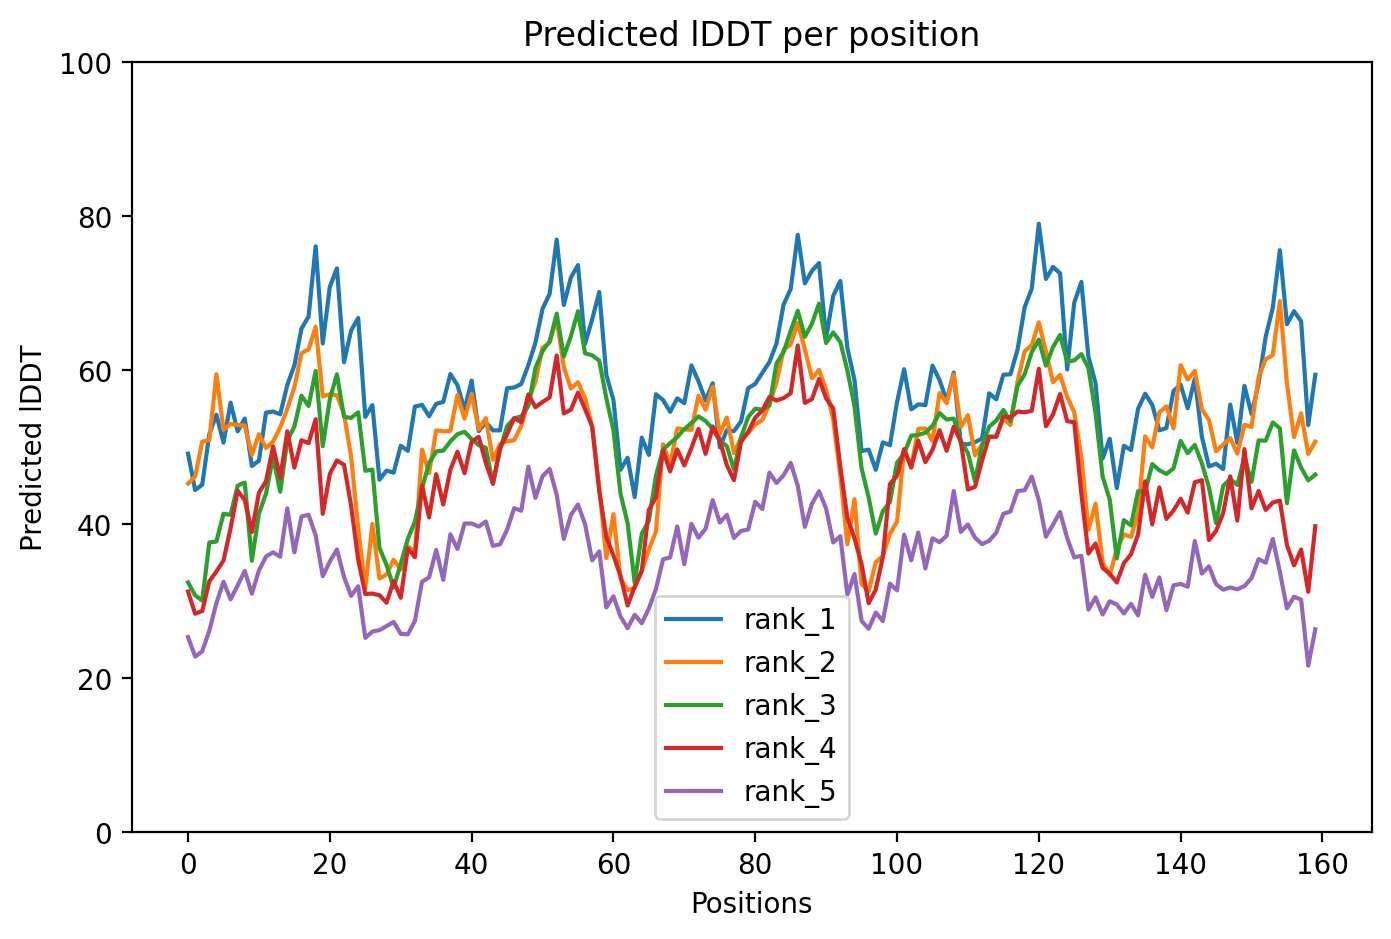 Predicted lDDT per position
100
80
60
40
20
0
Predicted lDDT
rank_1
rank_2
rank_3
rank_4
rank_5
0 20 40 60 80 100 120 140 160
Positions